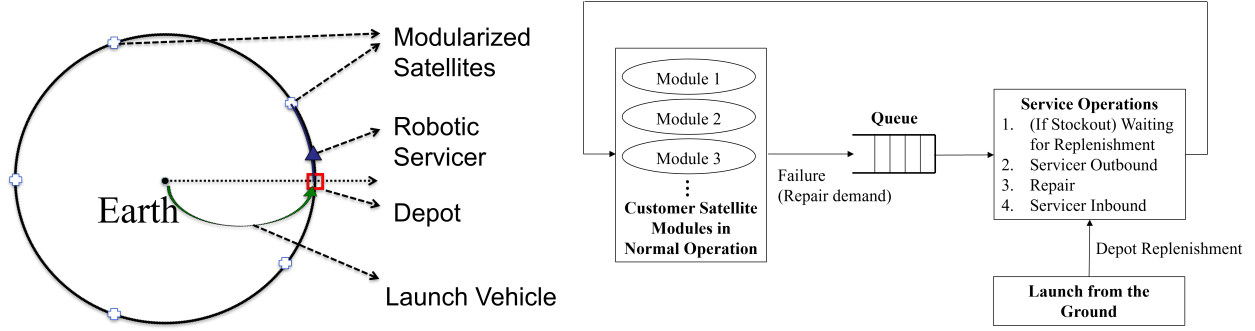 Modularized
Satellites
Robotic
Servicer
Earth
Depot
Launch Vehicle
Module 1
Module 2
Module 3
Customer Satellite
Modules in
Normal Operation
Failure
(Repair demand)
Queue
Service Operations
1. (If Stockout) Waiting
for Replenishment
2. Servicer Outbound
3. Repair
4. Servicer Inbound
Depot Replenishment
Launch from the
Ground